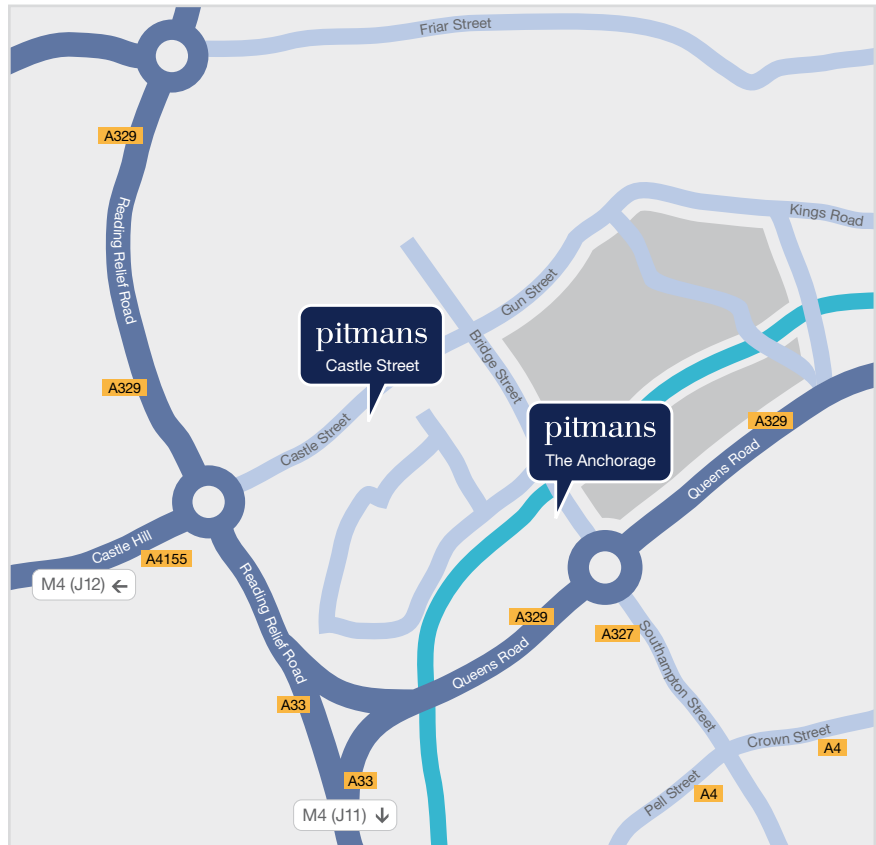 Friar Street
A329
Reading Relief Road
Kings Road
Gun Street
pitmans
Castle Street
Bridge Street
A329
Castle Street
pitmans
The Anchorage
A329
Queens Road
Castle Hill
A4155
M4 (J12) ←
Reading Relief Road
A329
A327
Southampton Street
Queens Road
A33
Crown Street
A4
A33
Pell Street
A4
M4 (J11) ↓